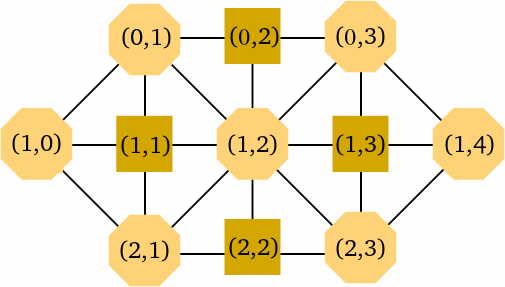 (0,1) (0,2) (0,3)
(1,0) (1,1) (1,2) (1,3) (1,4)
(2,1) (2,2) (2,3)